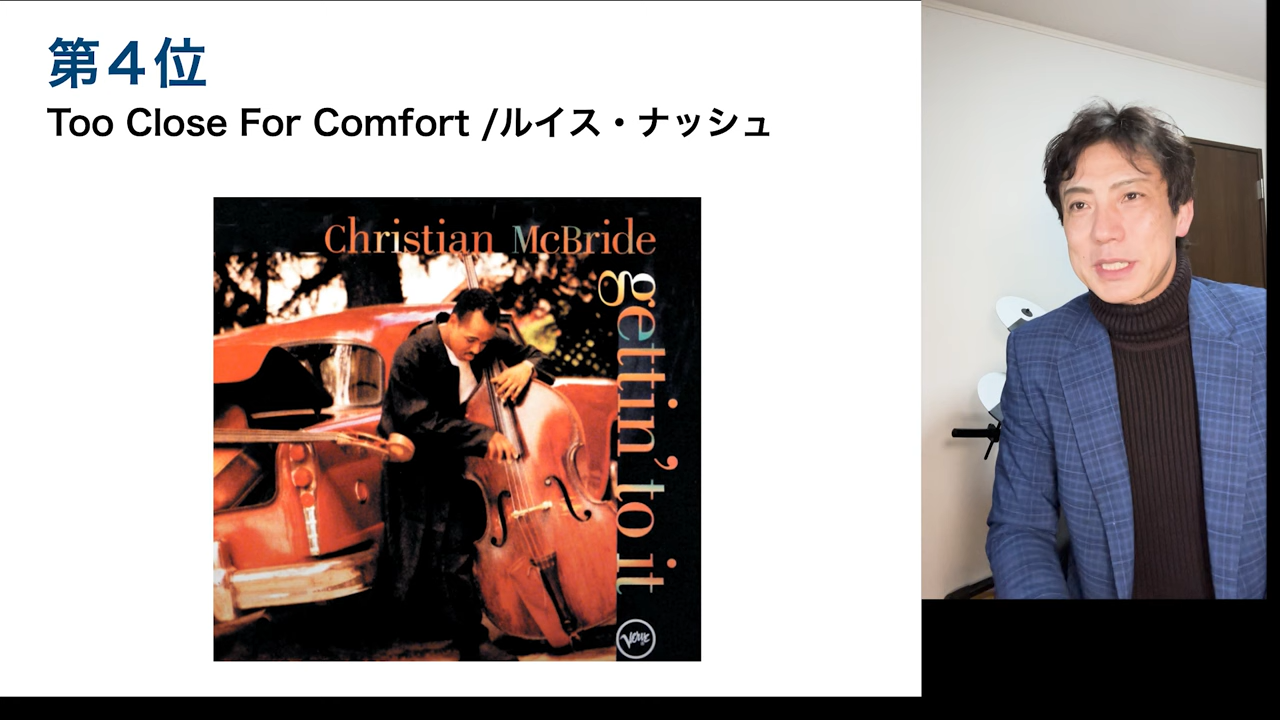 第４位
Too Close For Comfort /ルイス・ナッシュ
Christian McBride
gettin' to it
Verve